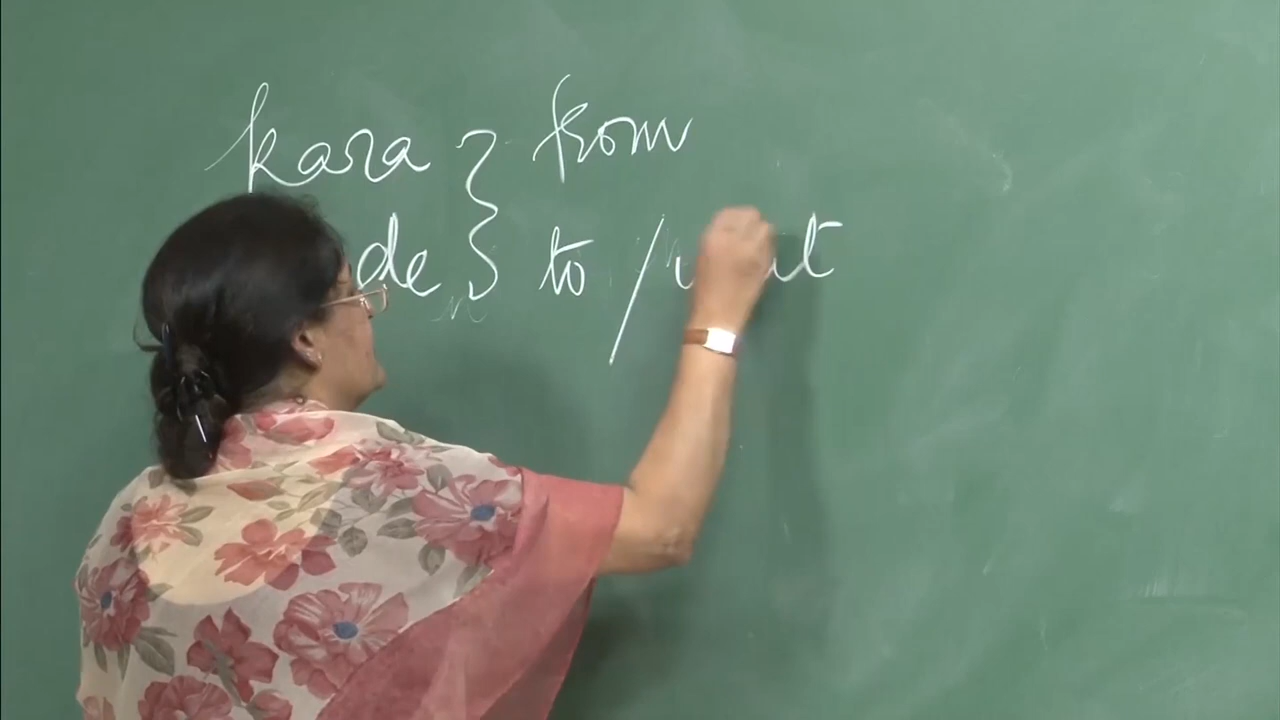 kara } from
de } to /